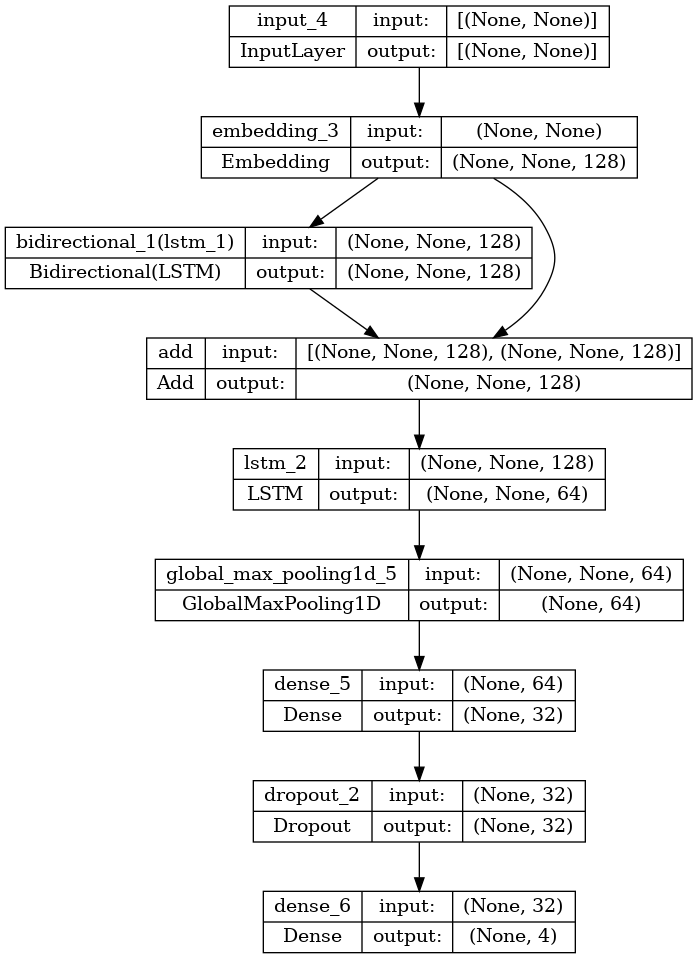 input_4 input: [(None, None)]
InputLayer output: [(None, None)]
embedding_3 input: (None, None)
Embedding output: (None, None, 128)
bidirectional_1(lstm_1) input: (None, None, 128)
Bidirectional(LSTM) output: (None, None, 128)
add input: [(None, None, 128), (None, None, 128)]
Add output: (None, None, 128)
lstm_2 input: (None, None, 128)
LSTM output: (None, None, 64)
global_max_pooling1d_5 input: (None, None, 64)
GlobalMaxPooling1D output: (None, 64)
dense_5 input: (None, 64)
Dense output: (None, 32)
dropout_2 input: (None, 32)
Dropout output: (None, 32)
dense_6 input: (None, 32)
Dense output: (None, 4)